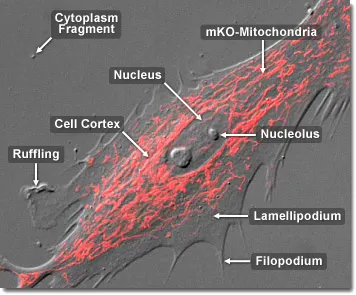 Cytoplasm
Fragment
mKO-Mitochondria
Nucleus
Cell Cortex
Nucleolus
Ruffling
Lamellipodium
Filopodium